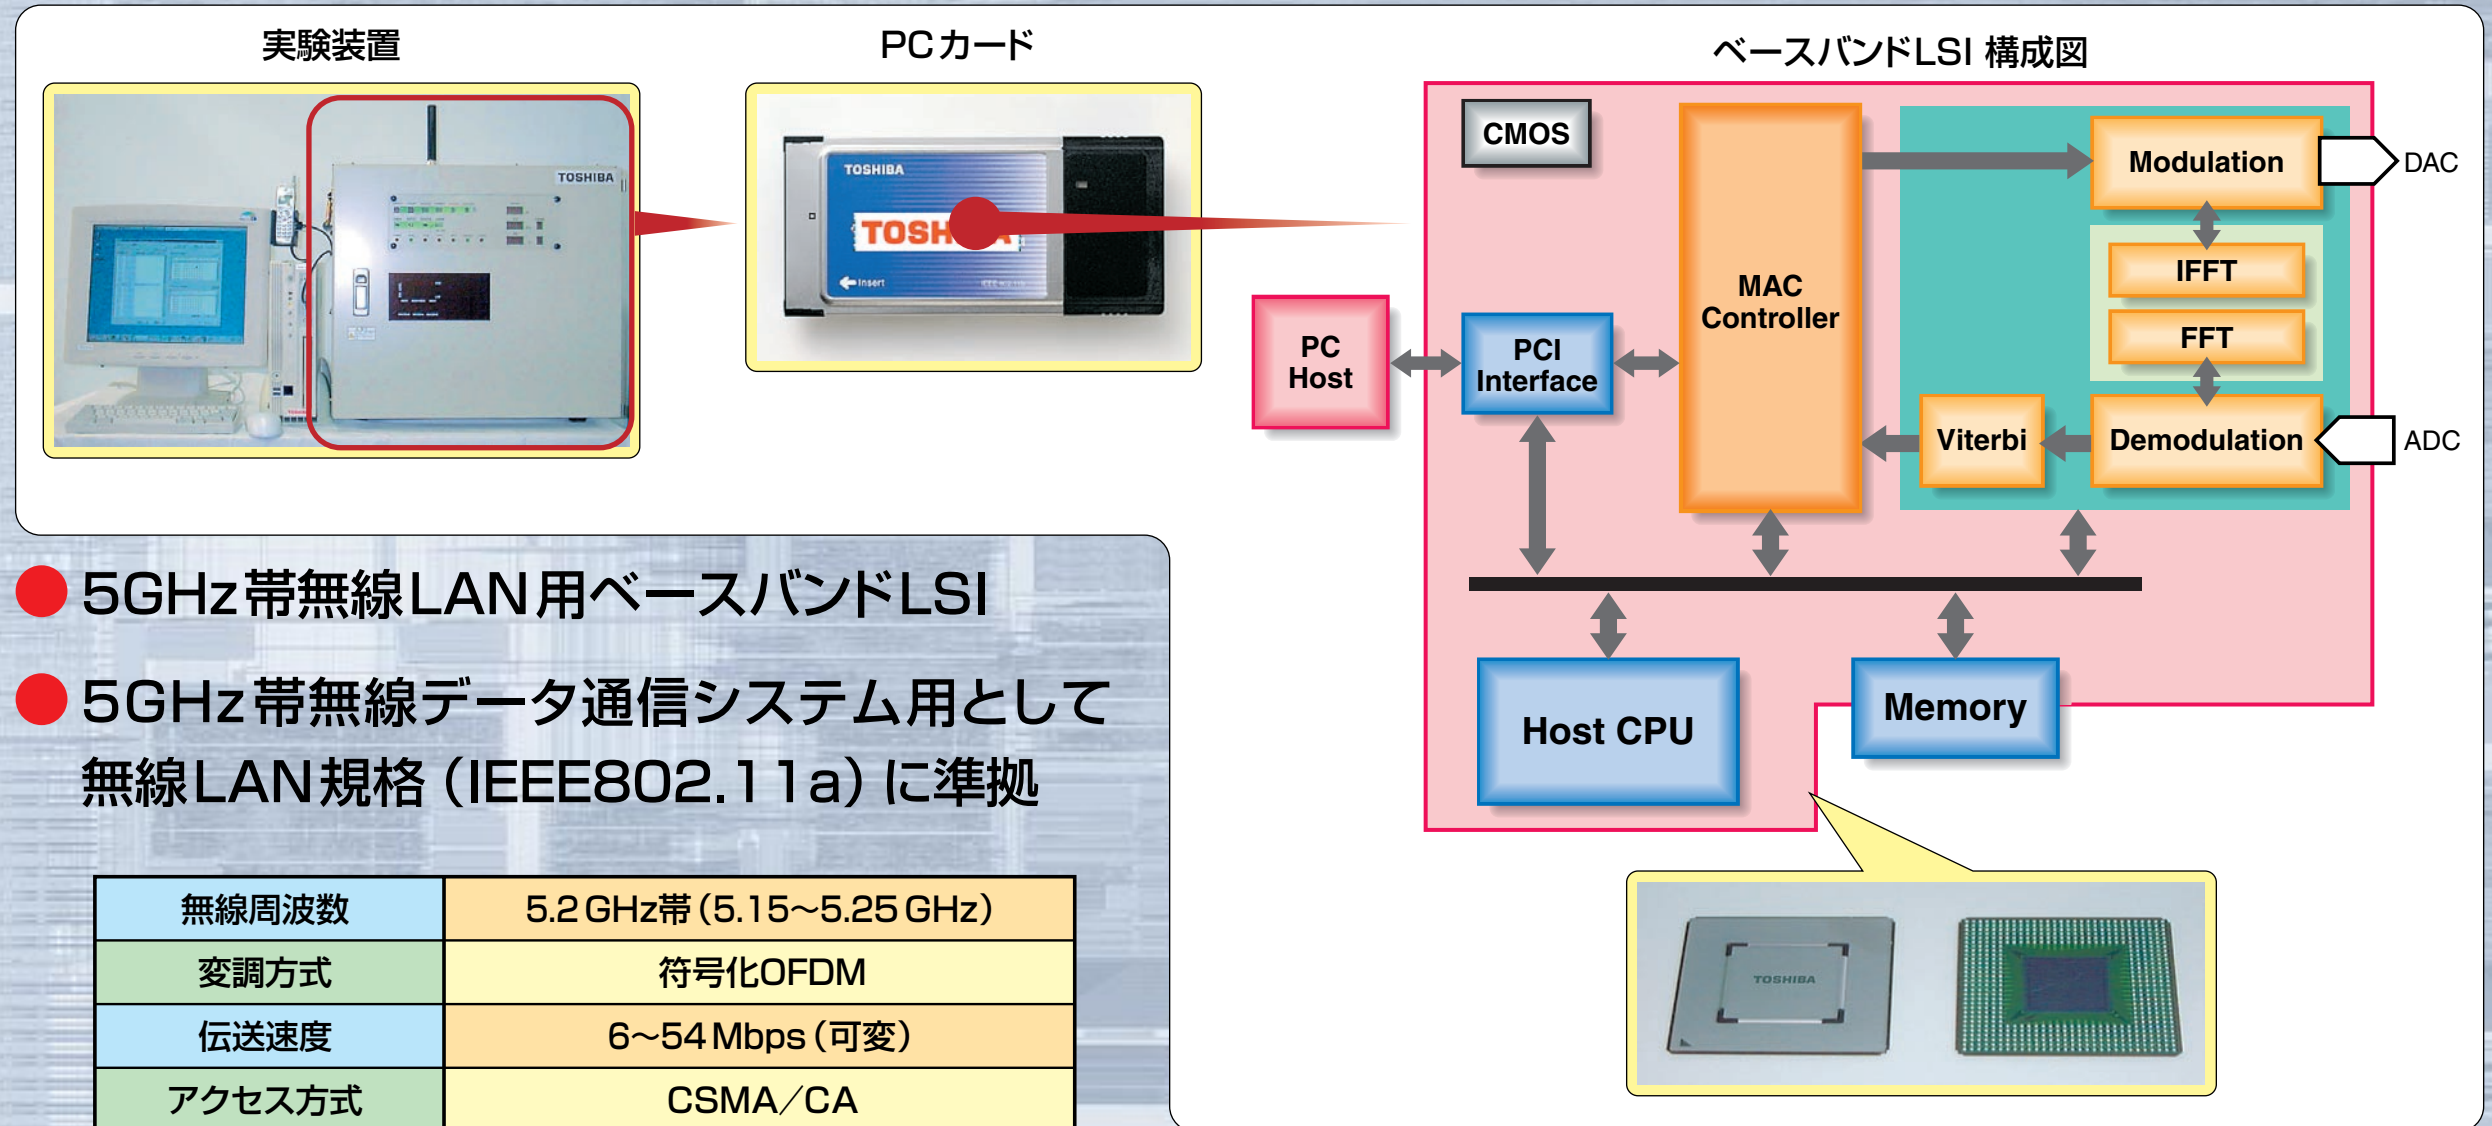 実験装置
PCカード
ベースバンドLSI 構成図
TOSHIBA
TOSHIBA
TOSH
Insert
CMOS
MAC
Controller
Modulation
DAC
IFFT
FFT
PC
Host
PCI
Interface
Viterbi
Demodulation
ADC
Host CPU
Memory
TOSHIBA
5GHz帯無線LAN用ベースバンドLSI
5GHz帯無線データ通信システム用として
無線LAN規格（IEEE802.11a）に準拠
無線周波数 5.2GHz帯（5.15～5.25GHz）
変調方式 符号化OFDM
伝送速度 6～54Mbps（可変）
アクセス方式 CSMA／CA